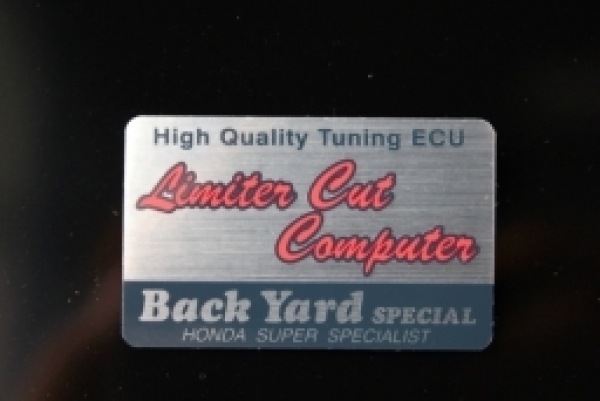 High Quality Tuning ECU
Limiter Cut
Computer
Back Yard SPECIAL
HONDA SUPER SPECIALIST